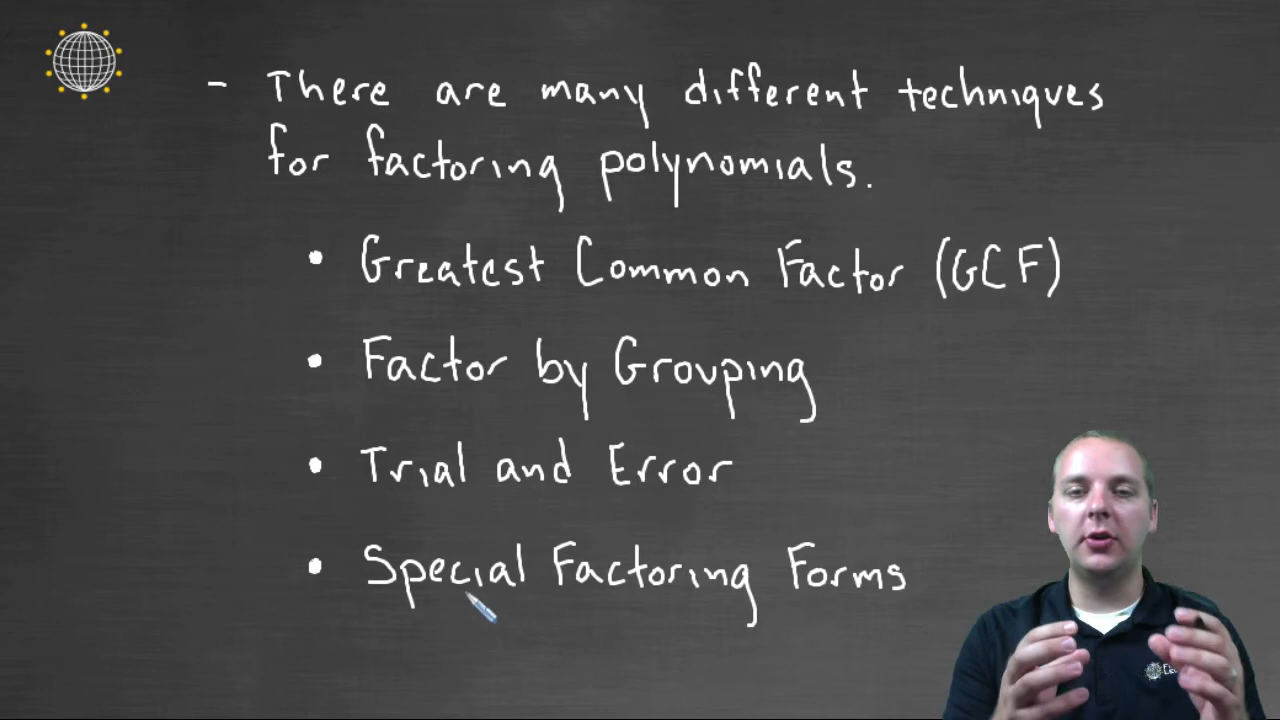 - There are many different techniques
for factoring polynomials.
• Greatest Common Factor (GCF)
• Factor by Grouping
• Trial and Error
• Special Factoring Forms